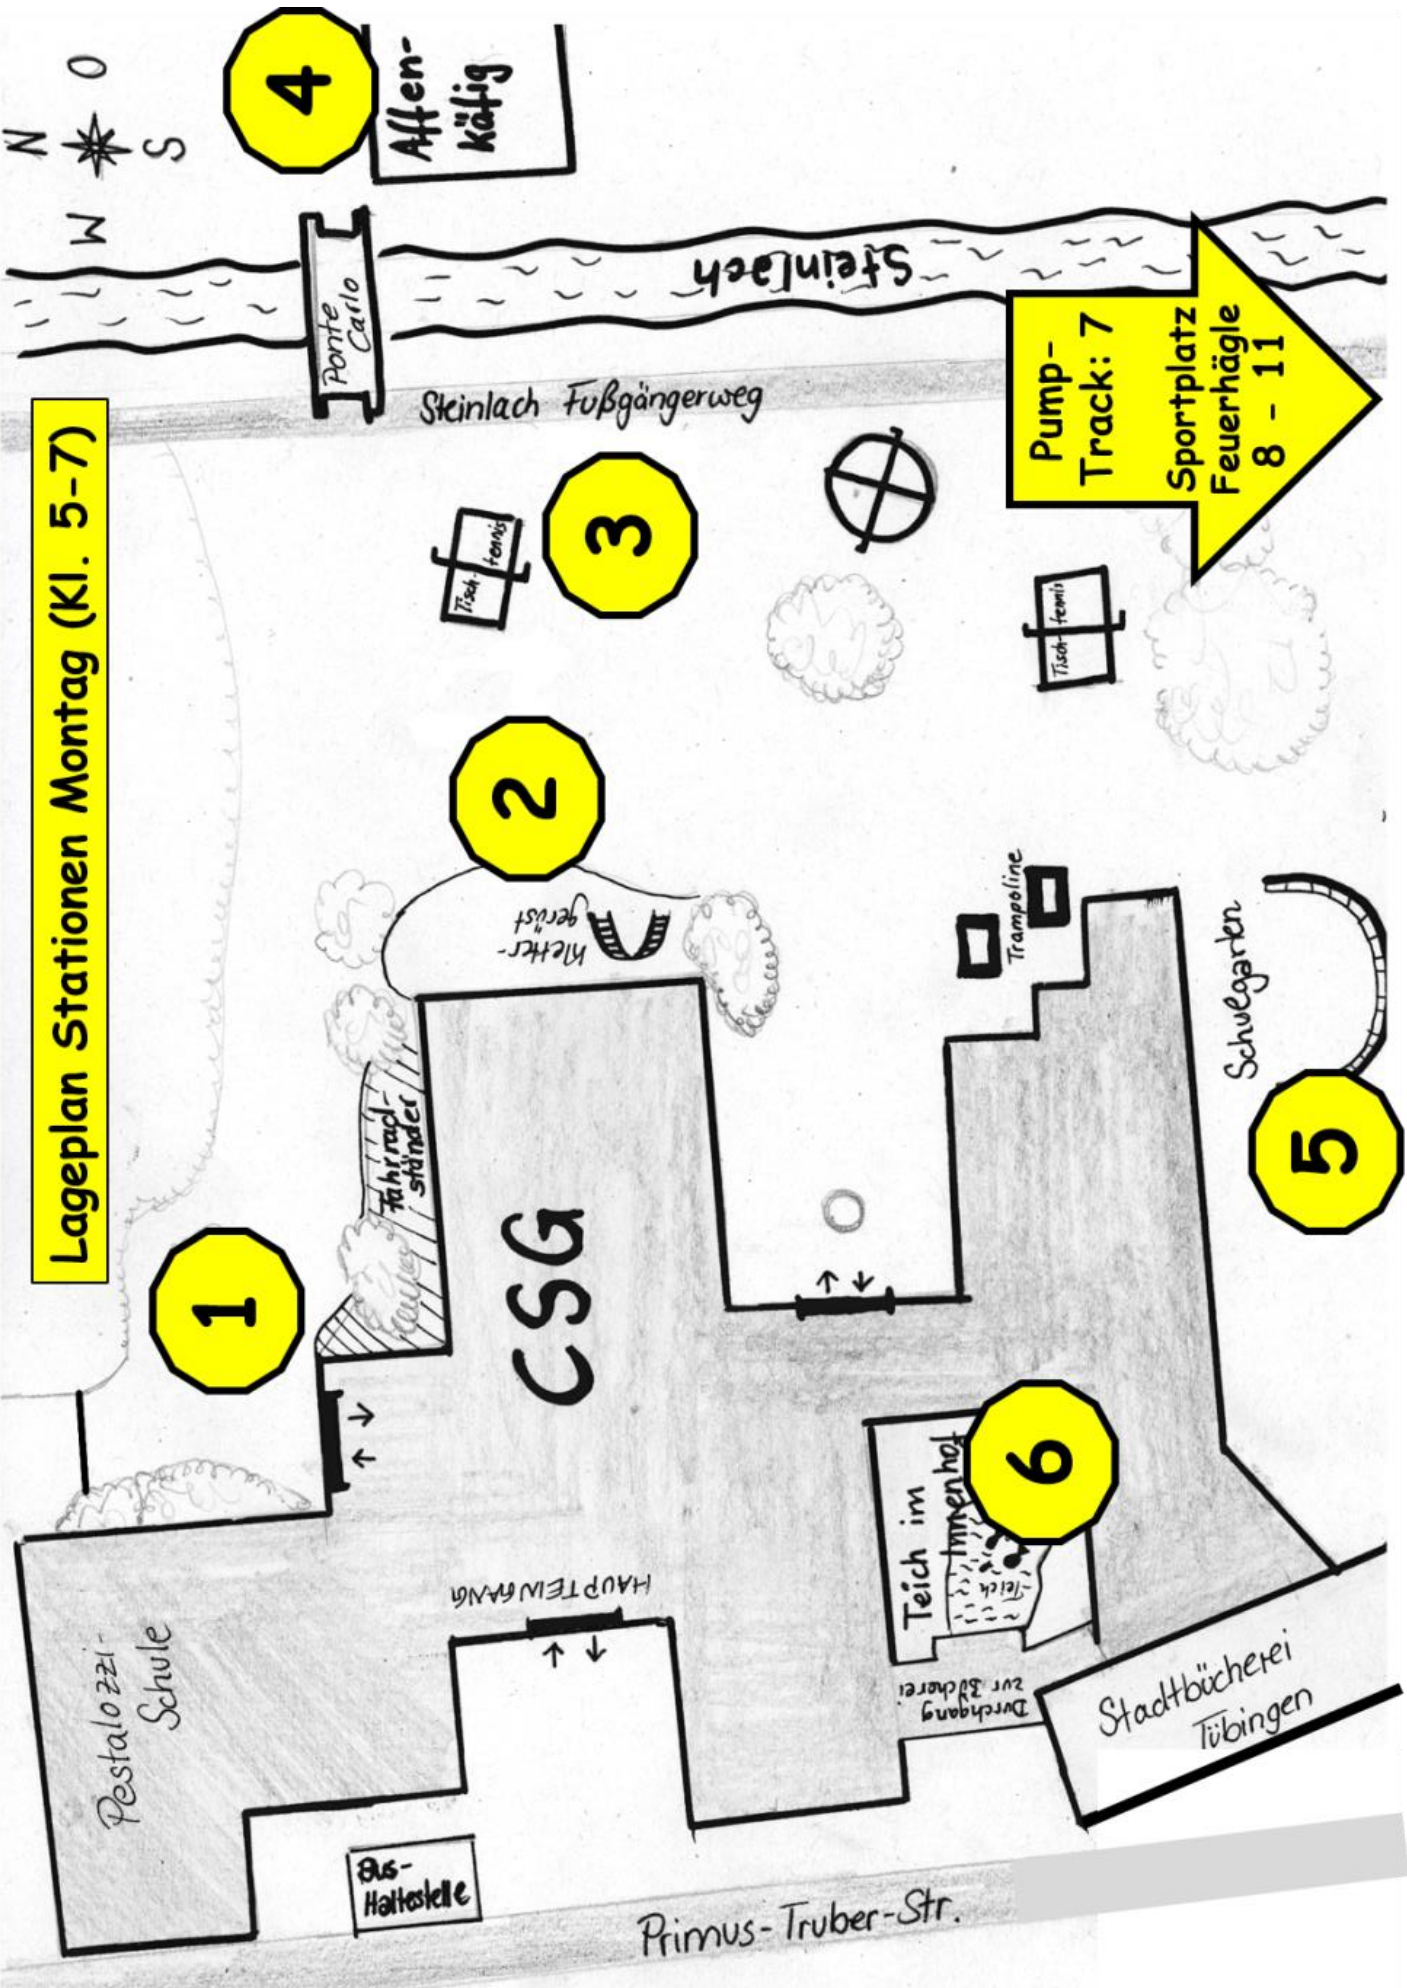 Lageplan Stationen Montag (Kl. 5-7)
N
W
O
S
4
Affen-
käfig
Ponte
Carlo
Steinlach
Steinlach Fußgängerweg
3
Tisch-tennis
Pump-
Track: 7
Sportplatz
Feuerhägle
8 - 11
Tisch-tennis
2
Kletter-
gerüst
Trampoline
Schulgarten
5
1
Fahrrad-
ständer
CSG
6
Teich im
Innenhof
Teich
HAUPTEINGANG
Pestalozzi-
Schule
Durchgang
zur Bücherei
Stadtbücherei
Tübingen
Bus-
Haltestelle
Primus-Truber-Str.